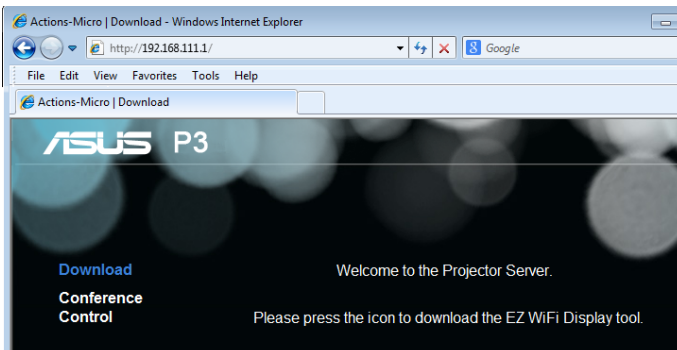 Actions-Micro | Download - Windows Internet Explorer
http://192.168.111.1/
Google
File Edit View Favorites Tools Help
Actions-Micro | Download
ASUS P3
Download
Welcome to the Projector Server.
Conference
Control
Please press the icon to download the EZ WiFi Display tool.